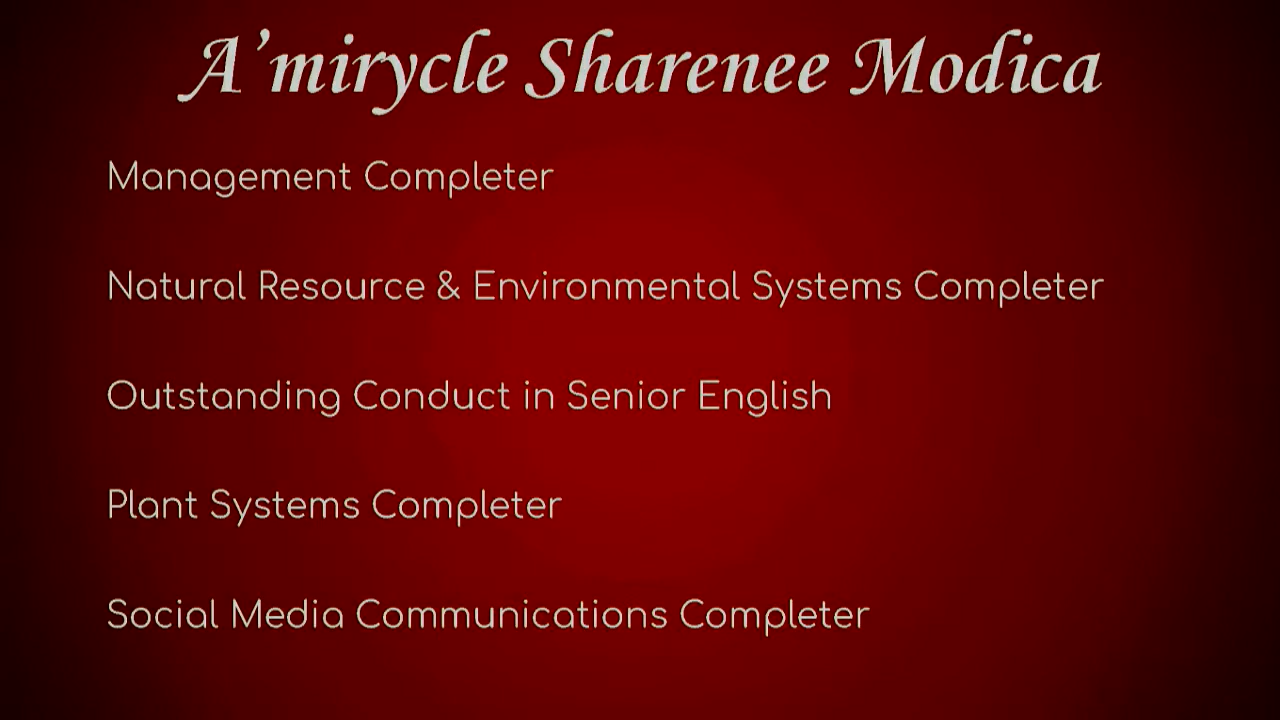 A’mirycle Sharenee Modica
Management Completer
Natural Resource & Environmental Systems Completer
Outstanding Conduct in Senior English
Plant Systems Completer
Social Media Communications Completer